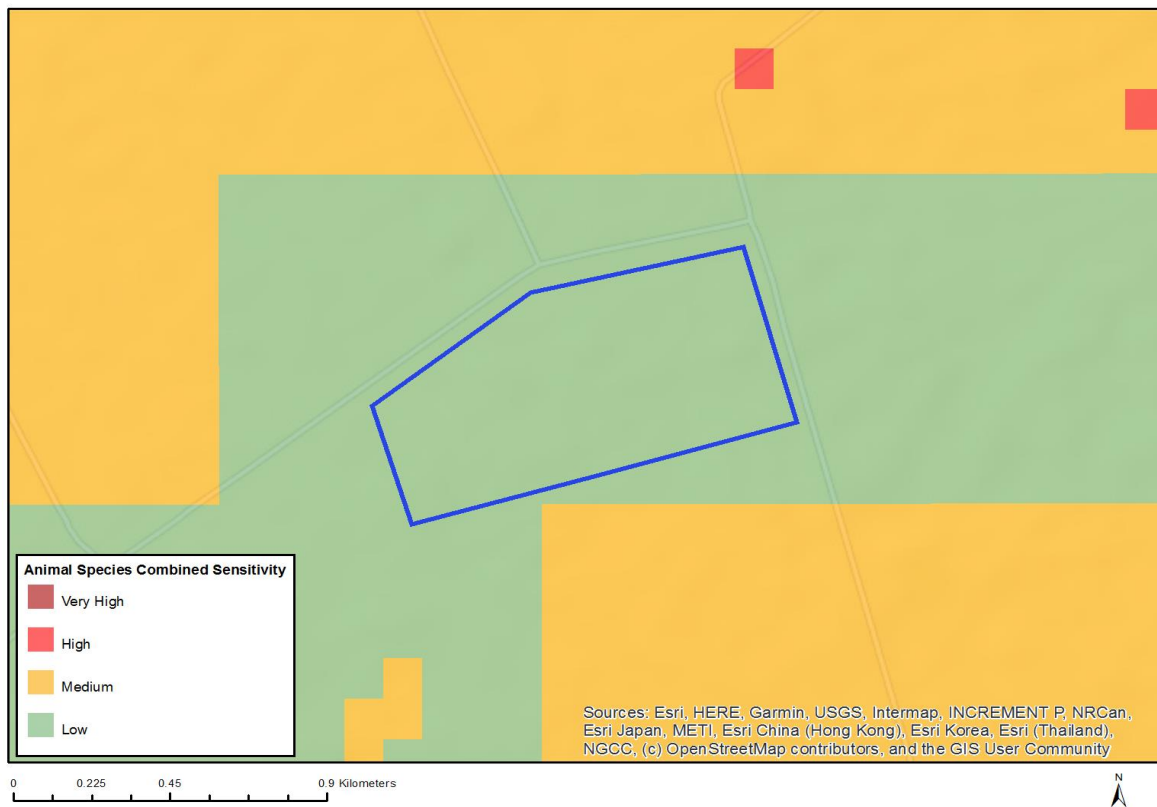 Animal Species Combined Sensitivity
Very High
High
Medium
Low
Sources: Esri, HERE, Garmin, USGS, Intermap, INCREMENT P, NRCan,
Esri Japan, METI, Esri China (Hong Kong), Esri Korea, Esri (Thailand),
NGCC, (c) OpenStreetMap contributors, and the GIS User Community
0 0.225 0.45 0.9 Kilometers
N